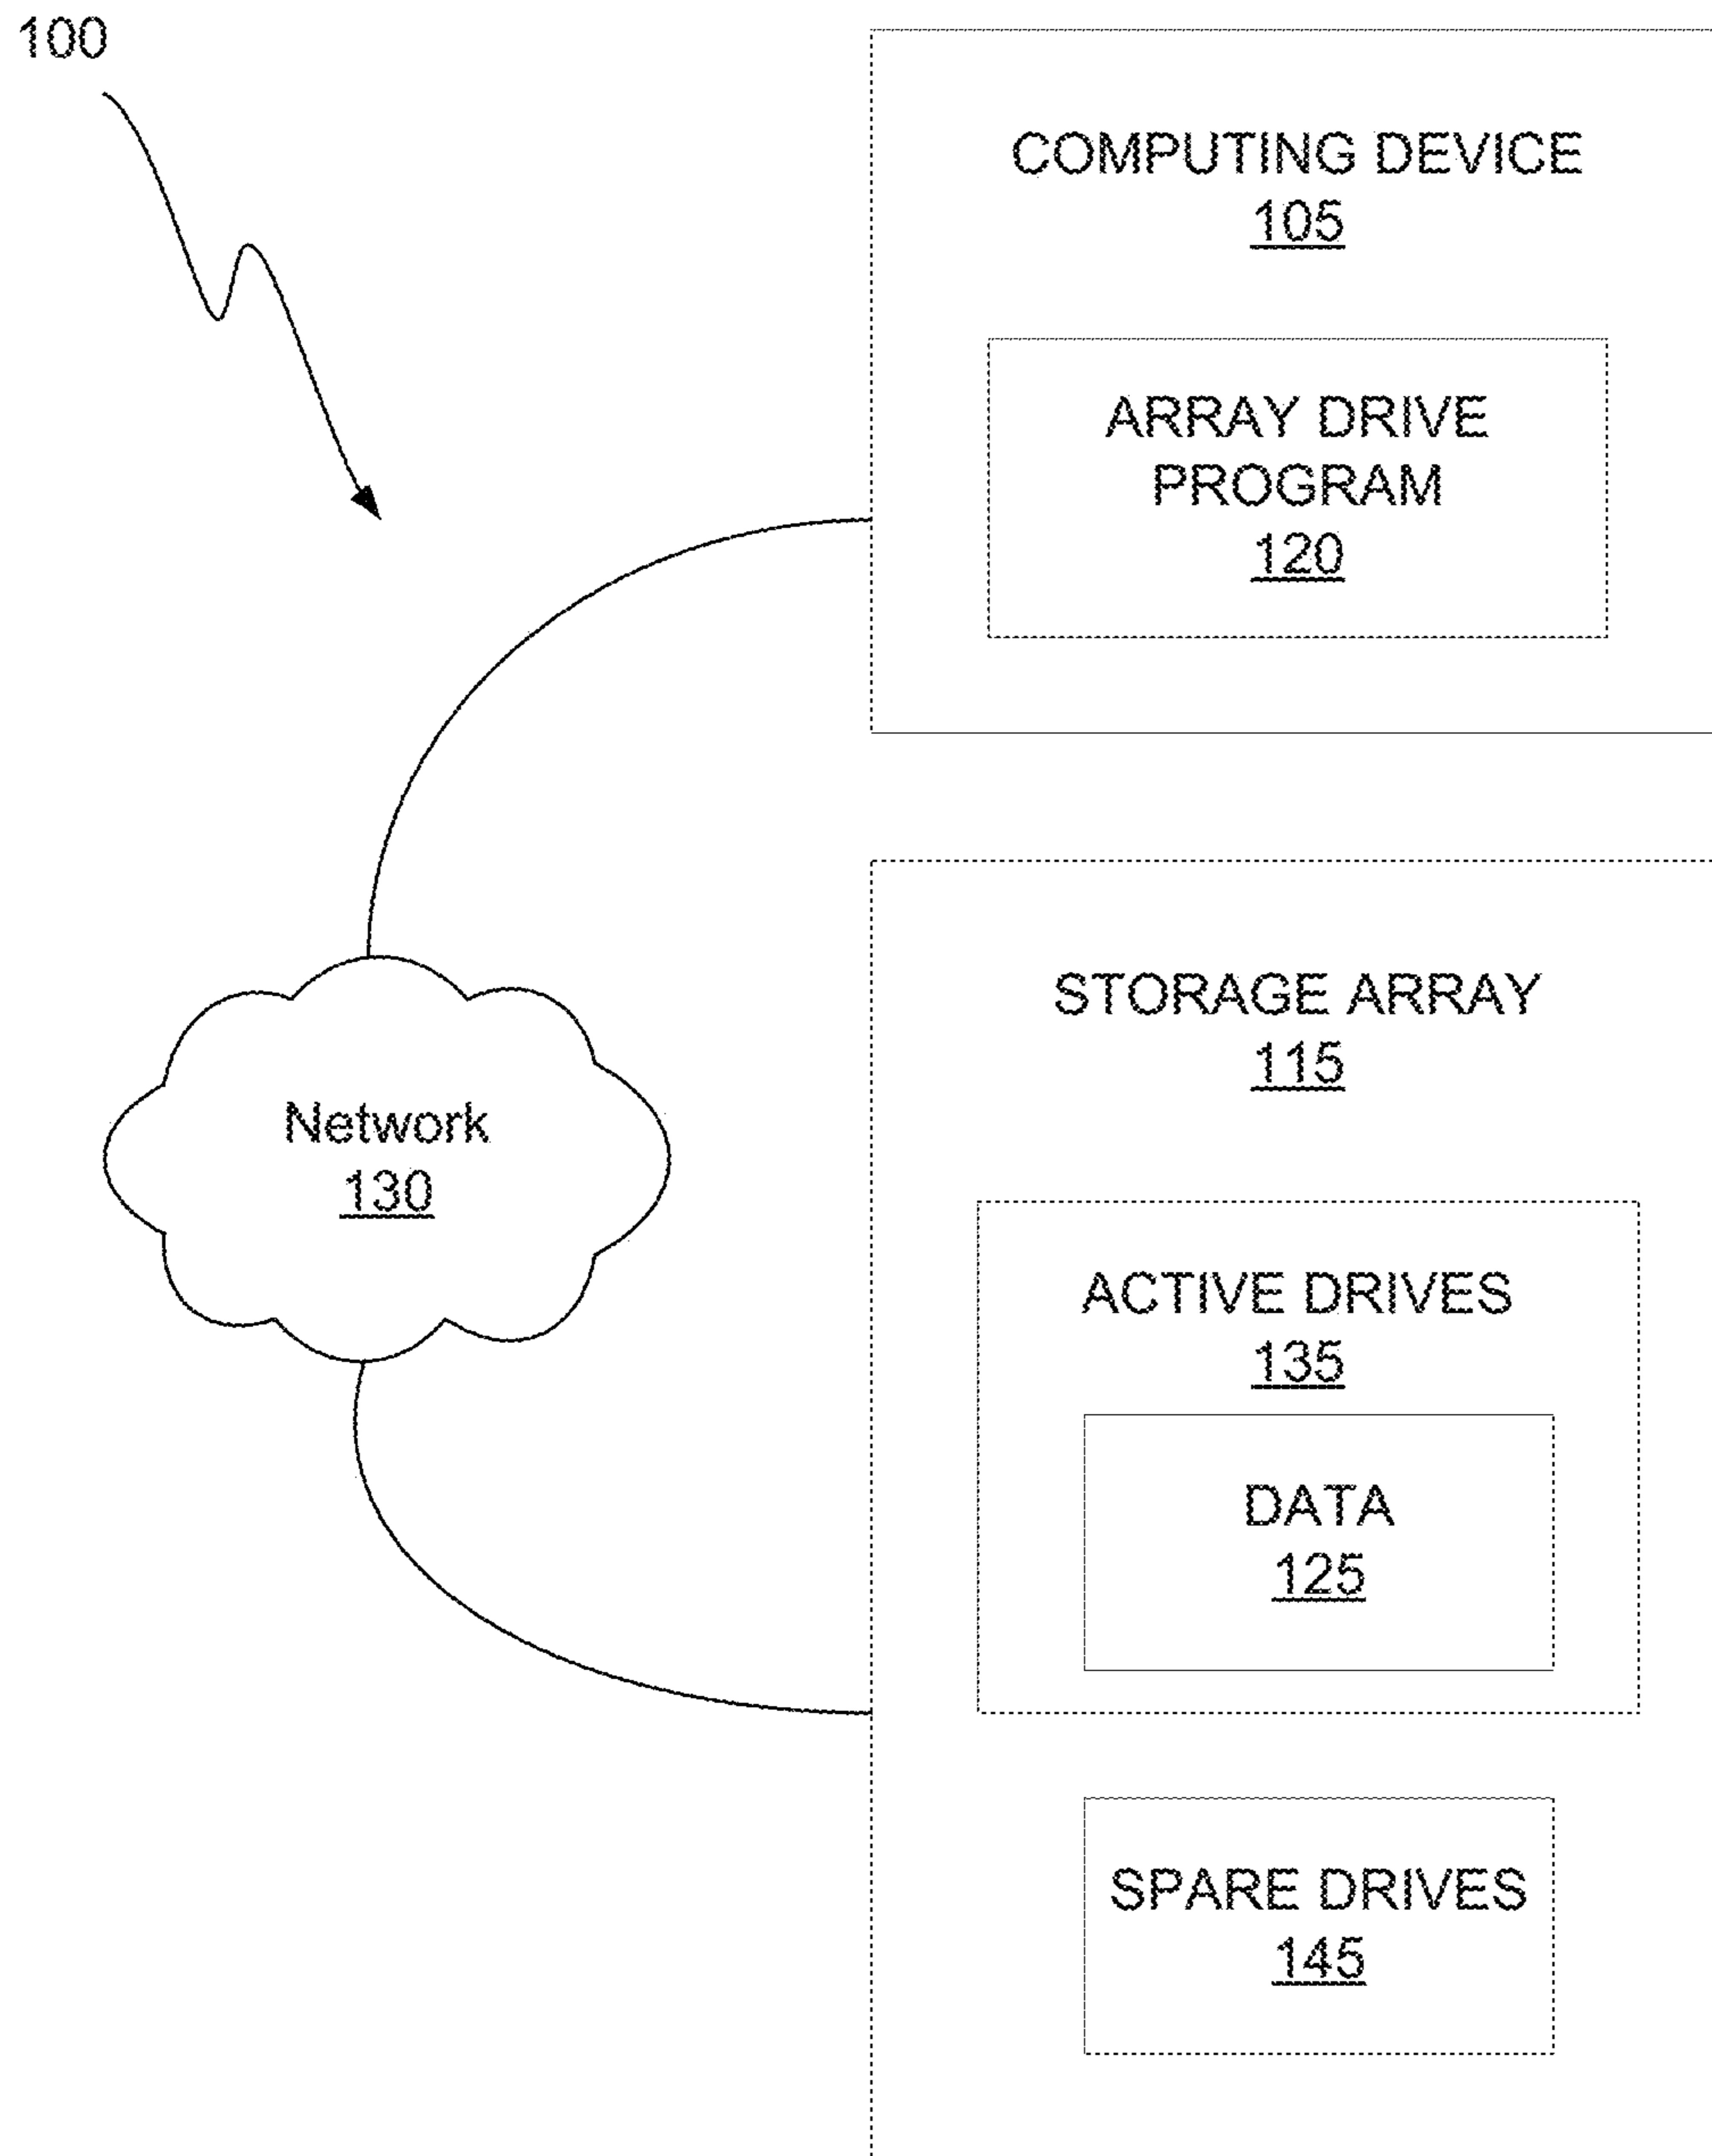 100
COMPUTING DEVICE
105
ARRAY DRIVE
PROGRAM
120
Network
130
STORAGE ARRAY
115
ACTIVE DRIVES
135
DATA
125
SPARE DRIVES
145